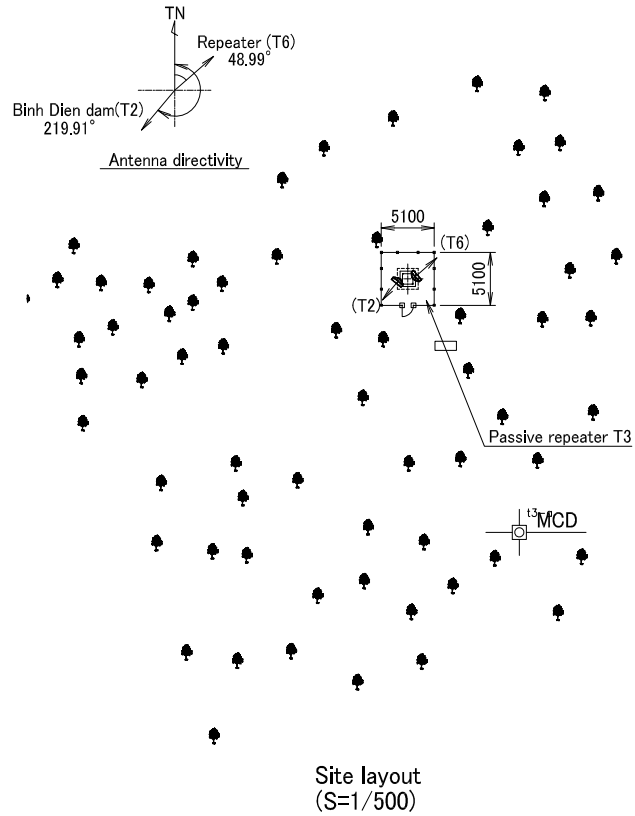 TN
Repeater (T6)
48.99°
Binh Dien dam(T2)
219.91°
Antenna directivity
5100
(T6)
5100
(T2)
Passive repeater T3
MCD
Site layout
(S=1/500)